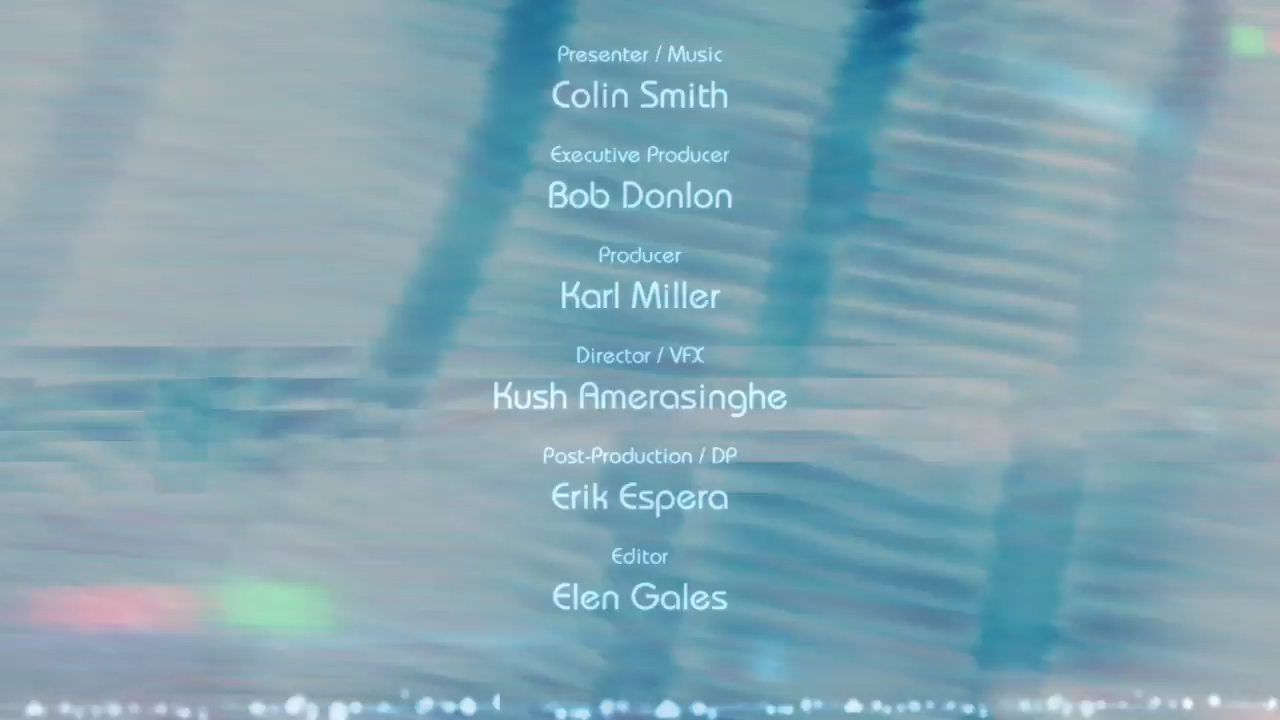 Presenter / Music
Colin Smith
Executive Producer
Bob Donlon
Producer
Karl Miller
Director / VFX
Kush Amerasinghe
Post-Production / DP
Erik Espera
Editor
Elen Gales